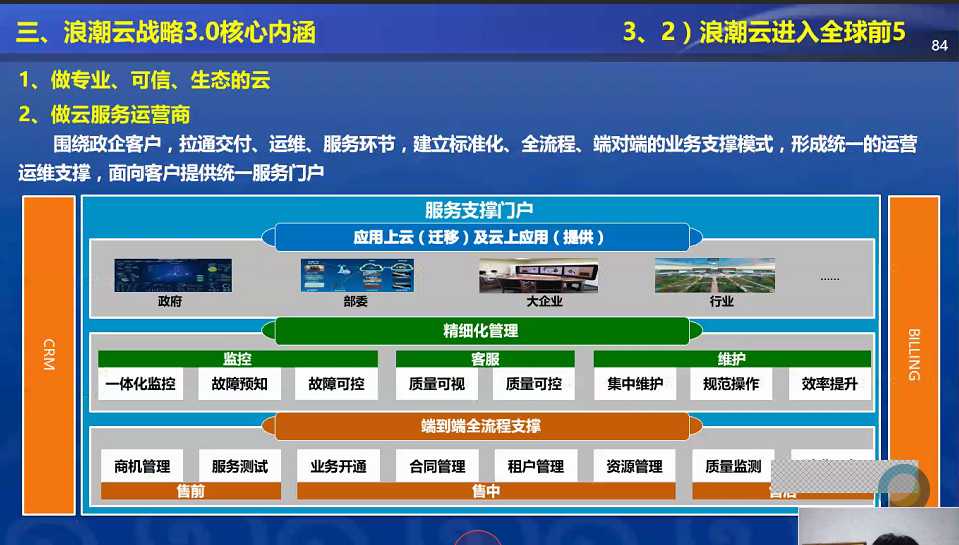 三、浪潮云战略3.0核心内涵
3、2）浪潮云进入全球前5
84
1、做专业、可信、生态的云
2、做云服务运营商
围绕政企客户，拉通交付、运维、服务环节，建立标准化、全流程、端对端的业务支撑模式，形成统一的运营
运维支撑，面向客户提供统一服务门户
服务支撑门户
应用上云（迁移）及云上应用（提供）
政府
部委
大企业
行业
......
CRM
BILLING
精细化管理
监控
客服
维护
一体化监控
故障预知
故障可控
质量可视
质量可控
集中维护
规范操作
效率提升
端到端全流程支撑
商机管理
服务测试
业务开通
合同管理
租户管理
资源管理
质量监测
售前
售中